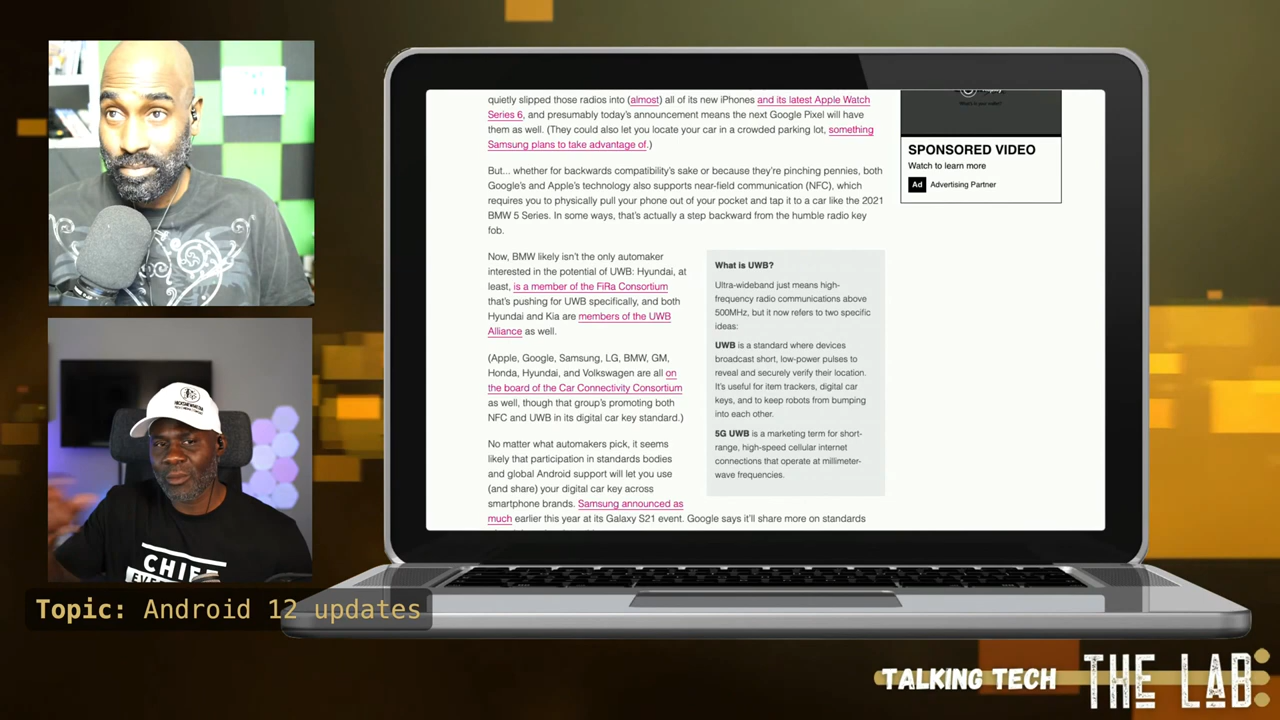 quietly slipped those radios into (almost) all of its new iPhones and its latest Apple Watch
Series 6, and presumably today's announcement means the next Google Pixel will have
them as well. (They could also let you locate your car in a crowded parking lot, something
Samsung plans to take advantage of.)
But... whether for backwards compatibility's sake or because they're pinching pennies, both
Google's and Apple's technology also supports near-field communication (NFC), which
requires you to physically pull your phone out of your pocket and tap it to a car like the 2021
BMW 5 Series. In some ways, that's actually a step backward from the humble radio key
fob.
Now, BMW likely isn't the only automaker
interested in the potential of UWB: Hyundai, at
least, is a member of the FiRa Consortium
that's pushing for UWB specifically, and both
Hyundai and Kia are members of the UWB
Alliance as well.
(Apple, Google, Samsung, LG, BMW, GM,
Honda, Hyundai, and Volkswagen are all on
the board of the Car Connectivity Consortium
as well, though that group's promoting both
NFC and UWB in its digital car key standard.)
No matter what automakers pick, it seems
likely that participation in standards bodies
and global Android support will let you use
(and share) your digital car key across
smartphone brands. Samsung announced as
much earlier this year at its Galaxy S21 event. Google says it'll share more on standards
What is UWB?
Ultra-wideband just means high-
frequency radio communications above
500MHz, but it now refers to two specific
ideas:
UWB is a standard where devices
broadcast short, low-power pulses to
reveal and securely verify their location.
It's useful for item trackers, digital car
keys, and to keep robots from bumping
into each other.
5G UWB is a marketing term for short-
range, high-speed cellular internet
connections that operate at millimeter-
wave frequencies.
SPONSORED VIDEO
Watch to learn more
Ad Advertising Partner
CHIEF
Topic: Android 12 updates
TALKING TECH
THE LAB